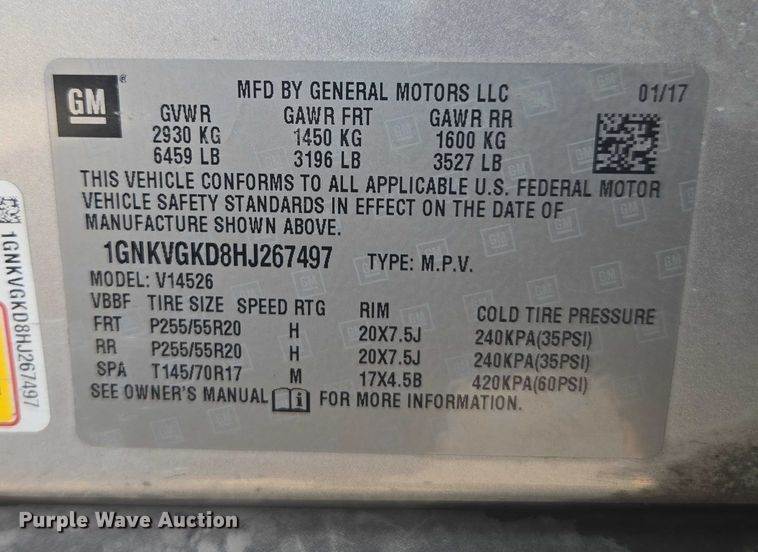 GM
MFD BY GENERAL MOTORS LLC 01/17
GVWR GAWR FRT GAWR RR
2930 KG 1450 KG 1600 KG
6459 LB 3196 LB 3527 LB
THIS VEHICLE CONFORMS TO ALL APPLICABLE U.S. FEDERAL MOTOR
VEHICLE SAFETY STANDARDS IN EFFECT ON THE DATE OF
MANUFACTURE SHOWN ABOVE.
1GNKVGKD8HJ267497 TYPE: M.P.V.
MODEL: V14526
VBBF TIRE SIZE SPEED RTG RIM COLD TIRE PRESSURE
FRT P255/55R20 H 20X7.5J 240KPA(35PSI)
RR P255/55R20 H 20X7.5J 240KPA(35PSI)
SPA T145/70R17 M 17X4.5B 420KPA(60PSI)
SEE OWNER'S MANUAL FOR MORE INFORMATION.
1GNKVGKD8HJ267497
Purple Wave Auction